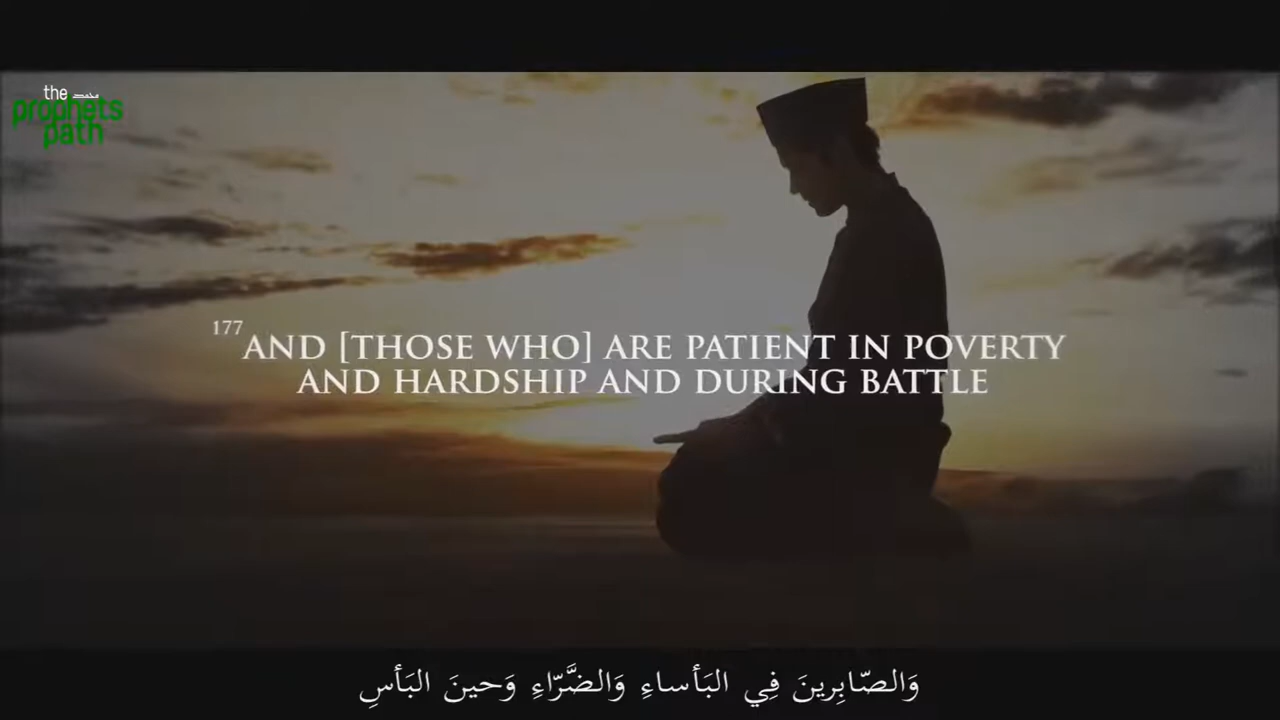 the
prophets
path
177 AND [THOSE WHO] ARE PATIENT IN POVERTY
AND HARDSHIP AND DURING BATTLE
وَالصّابِرينَ فِي البَأساءِ وَالضَّرّاءِ وَحينَ البَأسِ